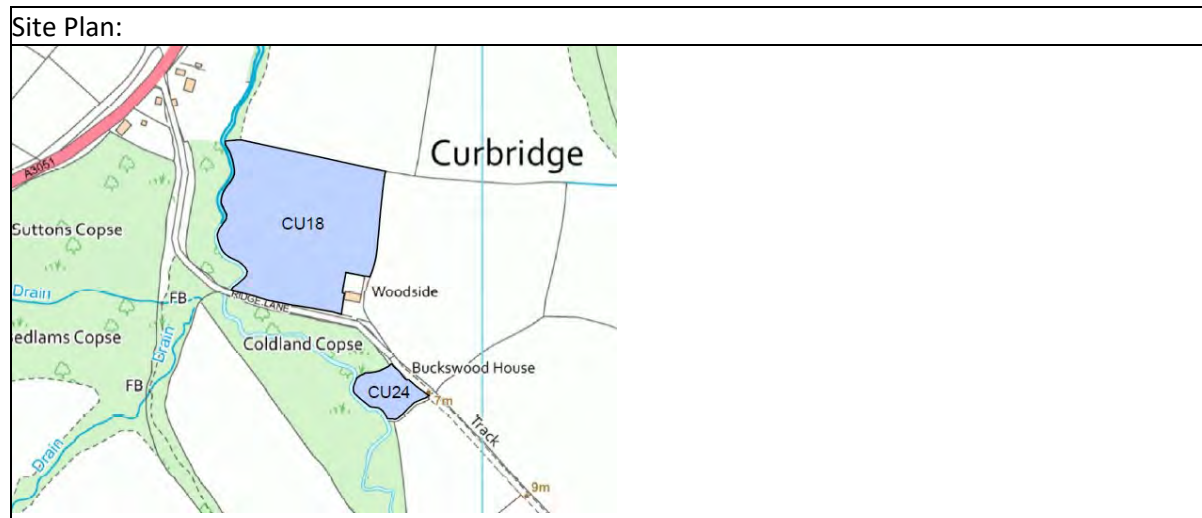 Site Plan:
Curbridge
A3051
CU18
Suttons Copse
Woodside
Drain
FB
RIDGE LANE
edlams Copse
Drain
Coldland Copse
Buckswood House
FB
CU24
7m
Track
Drain
9m